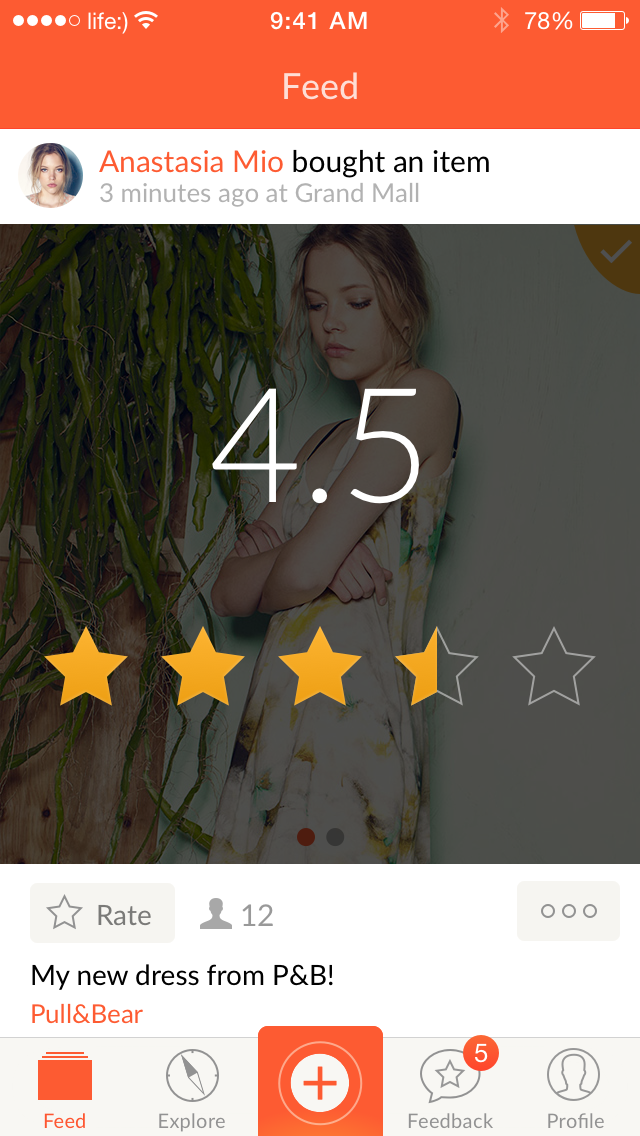 life:) 9:41 AM 78%
Feed
Anastasia Mio bought an item
3 minutes ago at Grand Mall
4.5
Rate 12
My new dress from P&B!
Pull&Bear
5
Feed Explore Feedback Profile